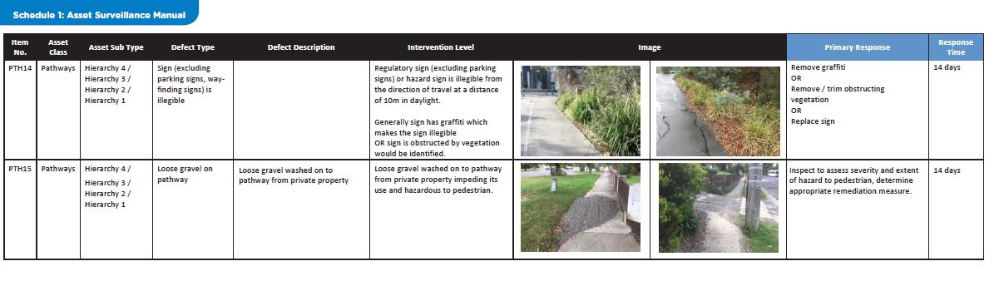 Schedule 1: Asset Surveillance Manual
Item
No.
Asset
Class
Asset Sub Type
Defect Type
Defect Description
Intervention Level
Image
Primary Response
Response
Time
PTH14
Pathways
Hierarchy 4 /
Hierarchy 3 /
Hierarchy 2 /
Hierarchy 1
Sign (excluding
parking signs, way-
finding signs) is
illegible
Regulatory sign (excluding parking
signs) or hazard sign is illegible from
the direction of travel at a distance
of 10m in daylight.
Generally sign has graffiti which
makes the sign illegible
OR sign is obstructed by vegetation
would be identified.
Remove graffiti
OR
Remove / trim obstructing
vegetation
OR
Replace sign
14 days
PTH15
Pathways
Hierarchy 4 /
Hierarchy 3 /
Hierarchy 2 /
Hierarchy 1
Loose gravel on
pathway
Loose gravel washed on to
pathway from private property
Loose gravel washed on to pathway
from private property impeding its
use and hazardous to pedestrian.
Inspect to assess severity and extent
of hazard to pedestrian, determine
appropriate remediation measure.
14 days